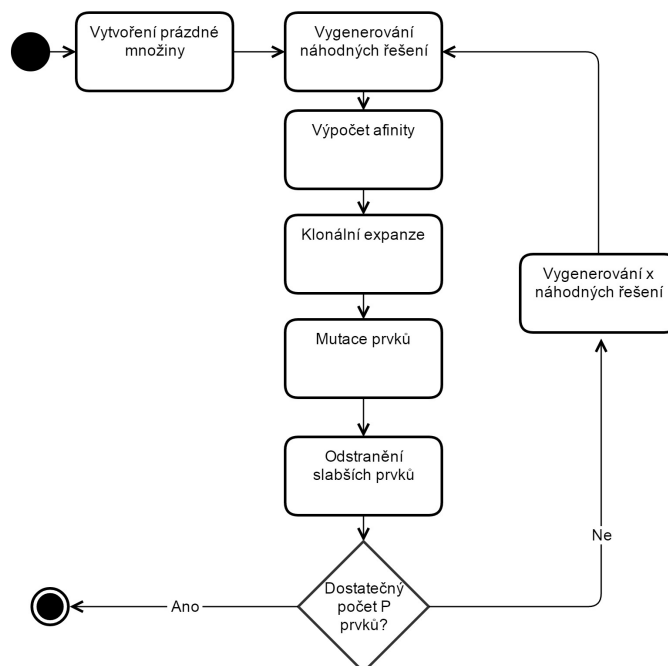 Vytvoření prázdné
množiny
Vygenerování
náhodných řešení
Výpočet afinity
Klonální expanze
Vygenerování x
náhodných řešení
Mutace prvků
Odstranění
slabších prvků
Ne
Dostatečný
počet P
prvků?
Ano